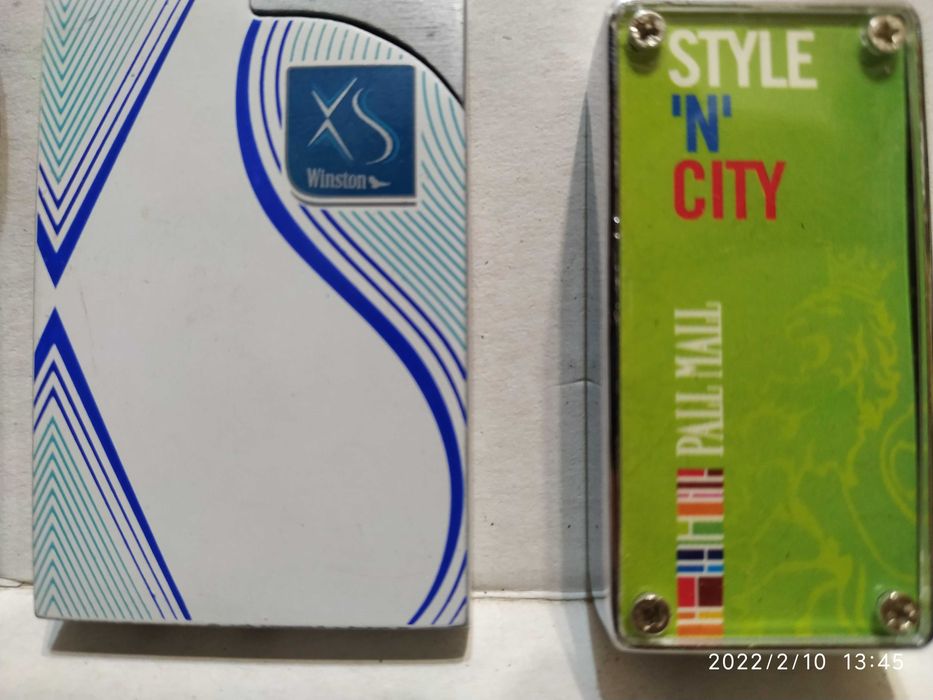 XS
Winston
STYLE
'N'
CITY
PALL MALL
2022/2/10 13:45